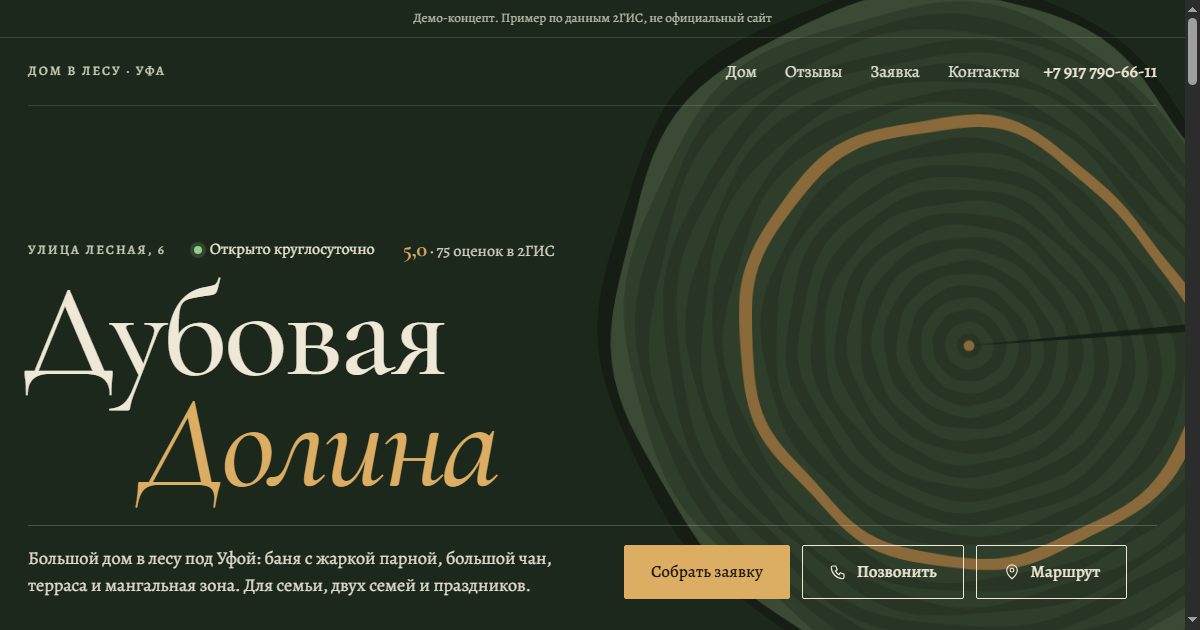 Демо-концепт. Пример по данным 2ГИС, не официальный сайт
ДОМ В ЛЕСУ · УФА
Дом Отзывы Заявка Контакты +7 917 790-66-11
УЛИЦА ЛЕСНАЯ, 6 Открыто круглосуточно 5,0 · 75 оценок в 2ГИС
Дубовая
Долина
Большой дом в лесу под Уфой: баня с жаркой парной, большой чан,
терраса и мангальная зона. Для семьи, двух семей и праздников.
Собрать заявку Позвонить Маршрут